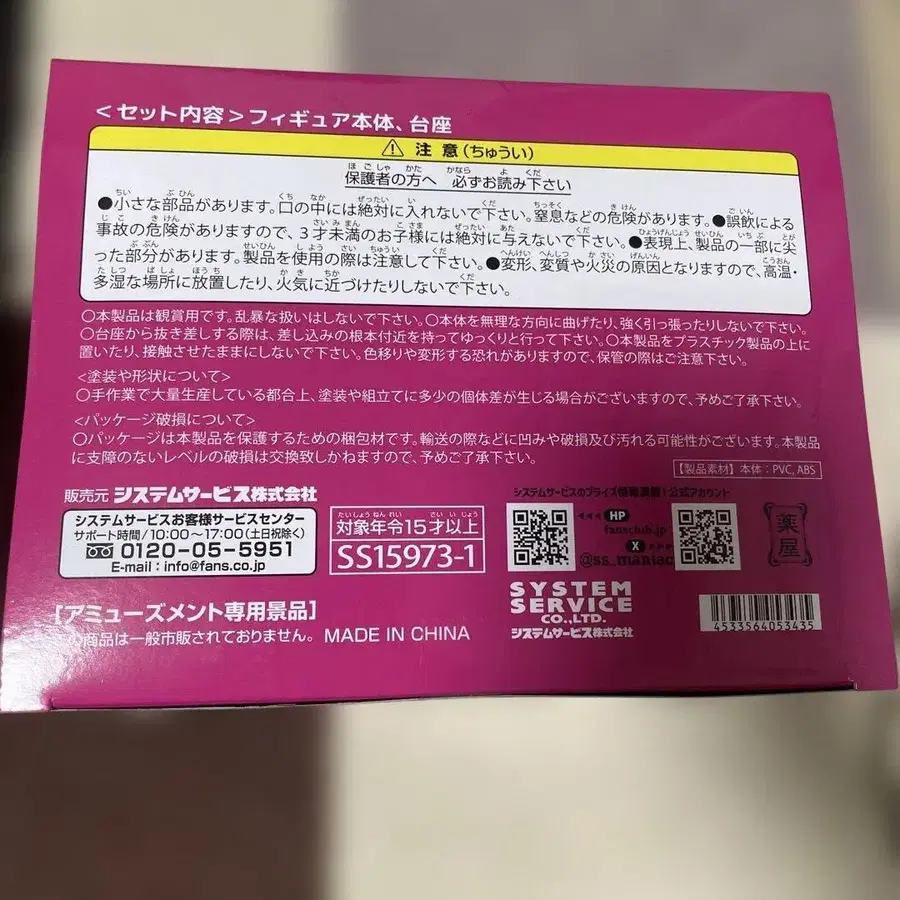 ＜セット内容＞フィギュア本体、台座
⚠ 注意（ちゅうい）
保護者の方へ 必ずお読み下さい
●小さな部品があります。口の中には絶対に入れないで下さい。窒息などの危険があります。●誤飲による
事故の危険がありますので、3才未満のお子様には絶対に与えないで下さい。●表現上、製品の一部に尖
った部分があります。製品を使用の際は注意して下さい。●変形、変質や火災の原因となりますので、高温・
多湿な場所に放置したり、火気に近づけたりしないで下さい。
○本製品は観賞用です。乱暴な扱いはしないで下さい。○本体を無理な方向に曲げたり、強く引っ張ったりしないで下さい。
○台座から抜き差しする際は、差し込みの根本付近を持ってゆっくりと行って下さい。○本製品をプラスチック製品の上に
置いたり、接触させたままにしないで下さい。色移りや変形する恐れがありますので、保管の際はご注意下さい。
<塗装や形状について>
○手作業で大量生産している都合上、塗装や組立てに多少の個体差が生じる場合がございますので、予めご了承下さい。
<パッケージ破損について>
○パッケージは本製品を保護するための梱包材です。輸送の際などに凹みや破損及び汚れる可能性がございます。本製品
に支障のないレベルの破損は交換致しかねますので、予めご了承下さい。
【製品素材】本体：PVC, ABS
販売元 システムサービス株式会社
システムサービスお客様サービスセンター
サポート時間/10:00～17:00(土日祝除く)
0120-05-5951
E-mail：info@fans.co.jp
対象年令15才以上
SS15973-1
システムサービスのプライズ情報満載！公式アカウント
◀◀◀ HP
fansclub.jp
X ▶▶▶
@ss_maniac
薬屋
SYSTEM
SERVICE
CO.,LTD.
システムサービス株式会社
4533564053435
[アミューズメント専用景品]
の商品は一般市販されておりません。 MADE IN CHINA